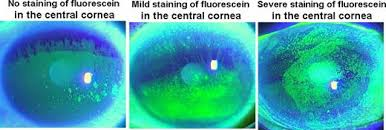 No staining of fluorescein
in the central cornea
Mild staining of fluorescein
in the central cornea
Severe staining of fluorescein
in the central cornea